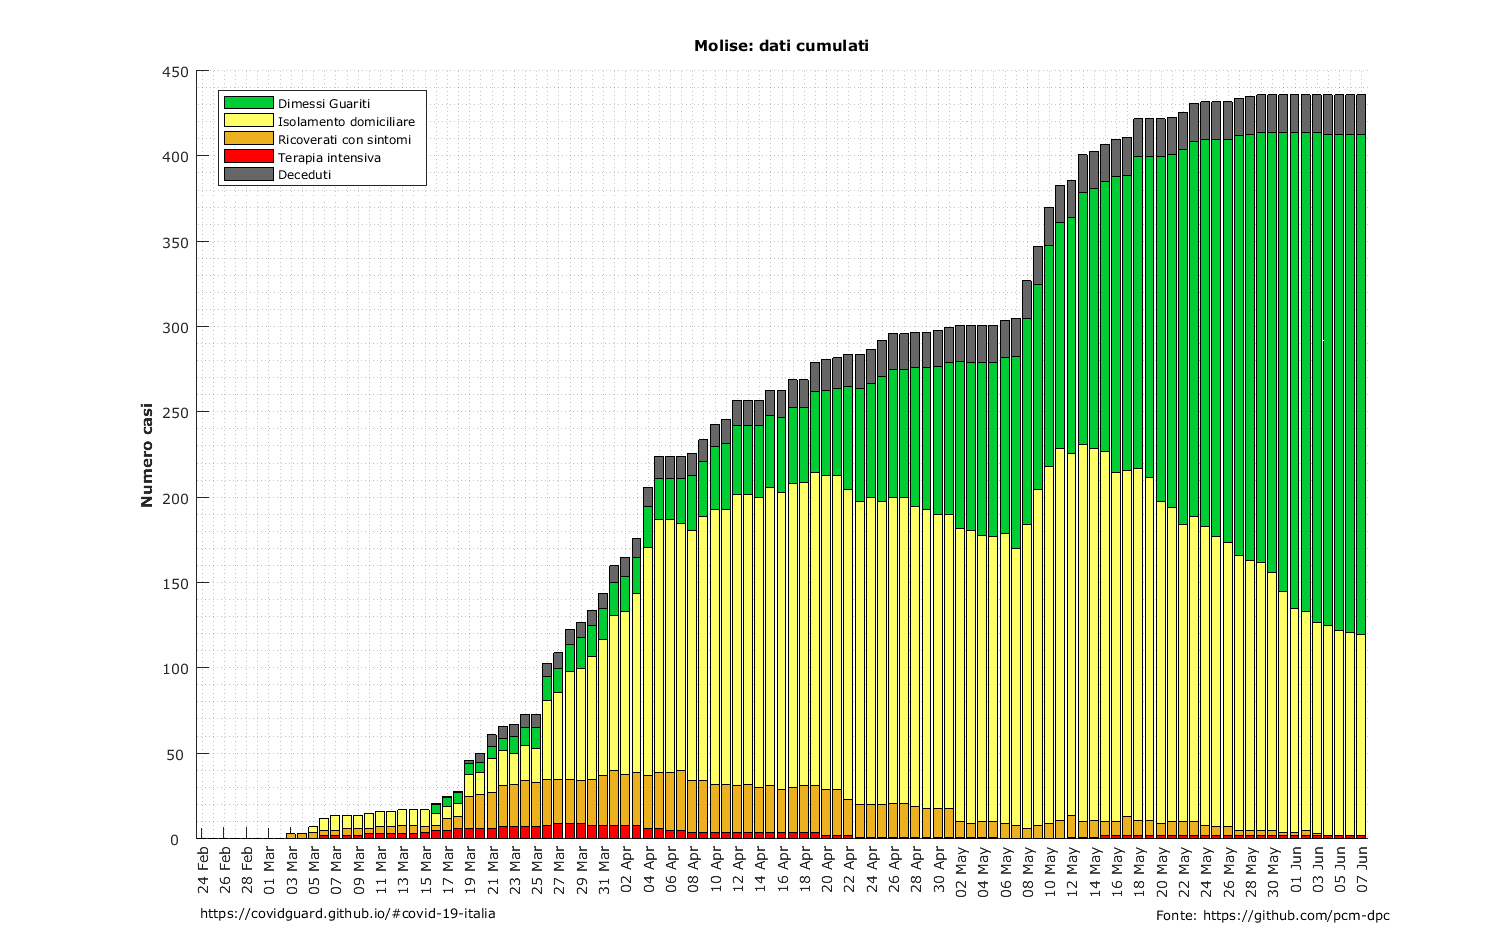 Molise: dati cumulati
450
400
350
300
250
200
150
100
50
0
Numero casi
Dimessi Guariti
Isolamento domiciliare
Ricoverati con sintomi
Terapia intensiva
Deceduti
24 Feb
26 Feb
28 Feb
01 Mar
03 Mar
05 Mar
07 Mar
09 Mar
11 Mar
13 Mar
15 Mar
17 Mar
19 Mar
21 Mar
23 Mar
25 Mar
27 Mar
29 Mar
31 Mar
02 Apr
04 Apr
06 Apr
08 Apr
10 Apr
12 Apr
14 Apr
16 Apr
18 Apr
20 Apr
22 Apr
24 Apr
26 Apr
28 Apr
30 Apr
02 May
04 May
06 May
08 May
10 May
12 May
14 May
16 May
18 May
20 May
22 May
24 May
26 May
28 May
30 May
01 Jun
03 Jun
05 Jun
07 Jun
https://covidguard.github.io/#covid-19-italia
Fonte: https://github.com/pcm-dpc